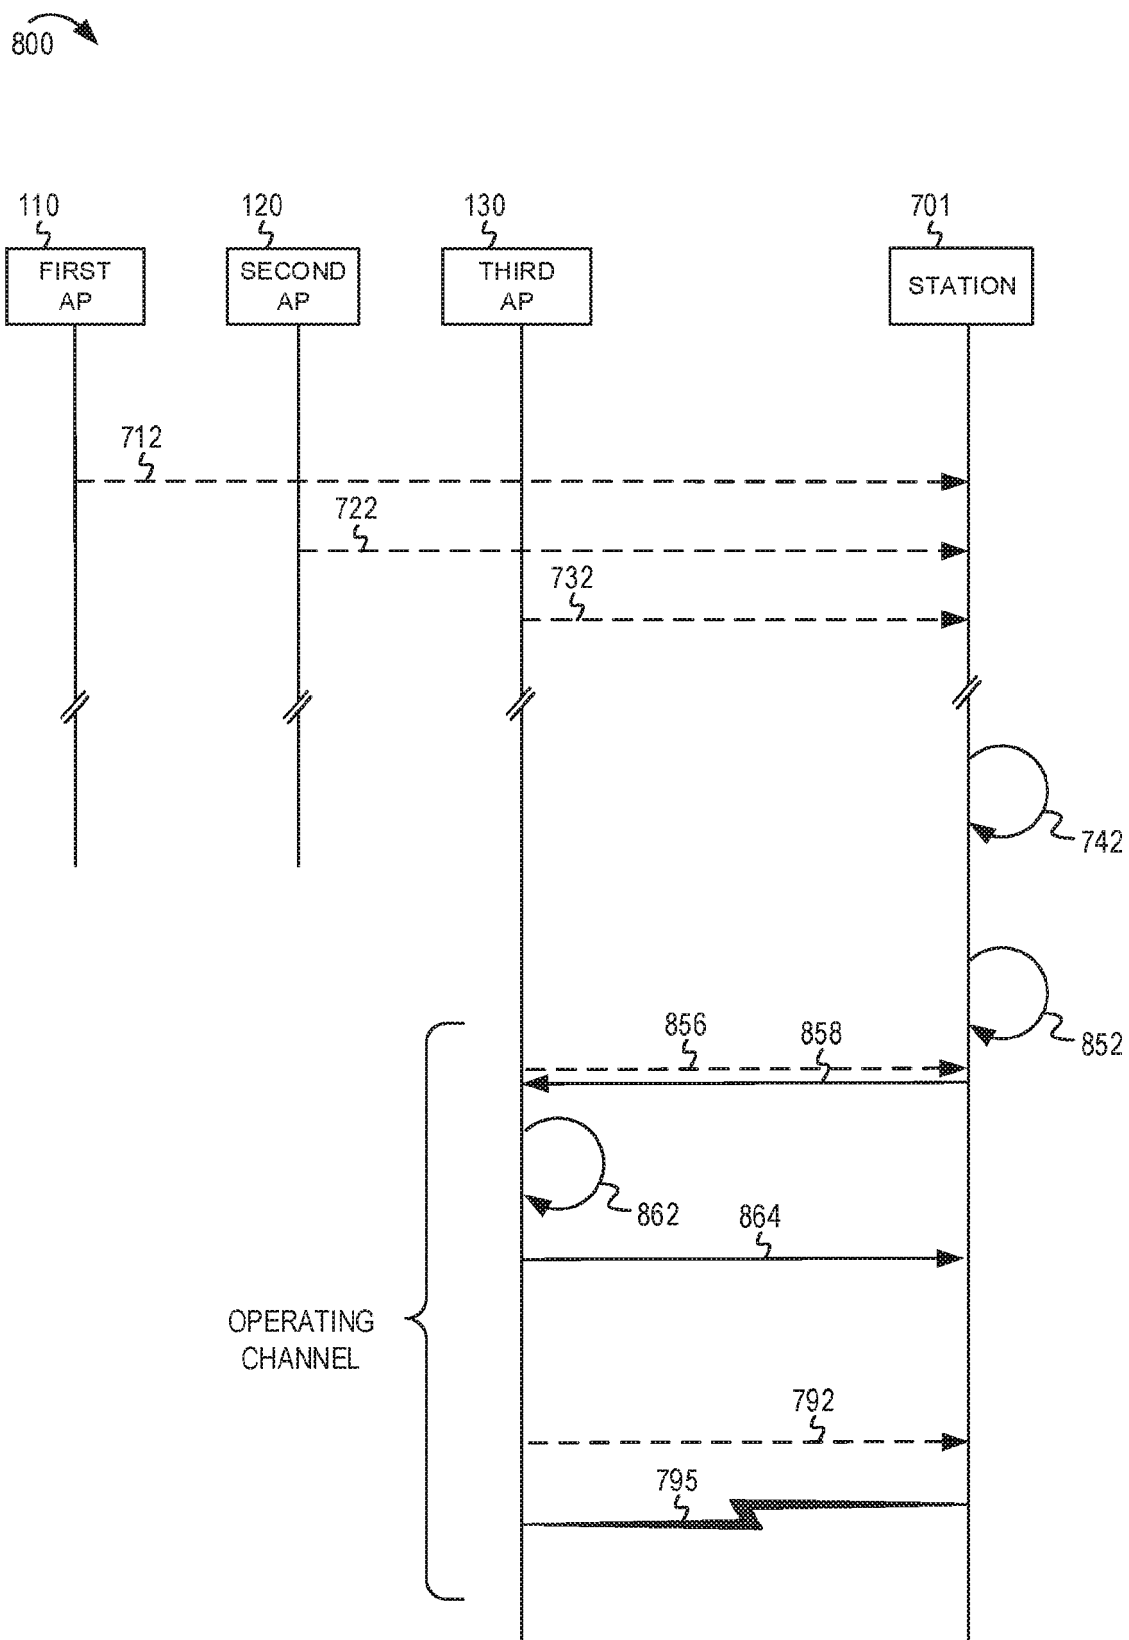 800
110
120
130
701
FIRST
AP
SECOND
AP
THIRD
AP
STATION
712
722
732
742
852
856
858
862
864
OPERATING
CHANNEL
792
795